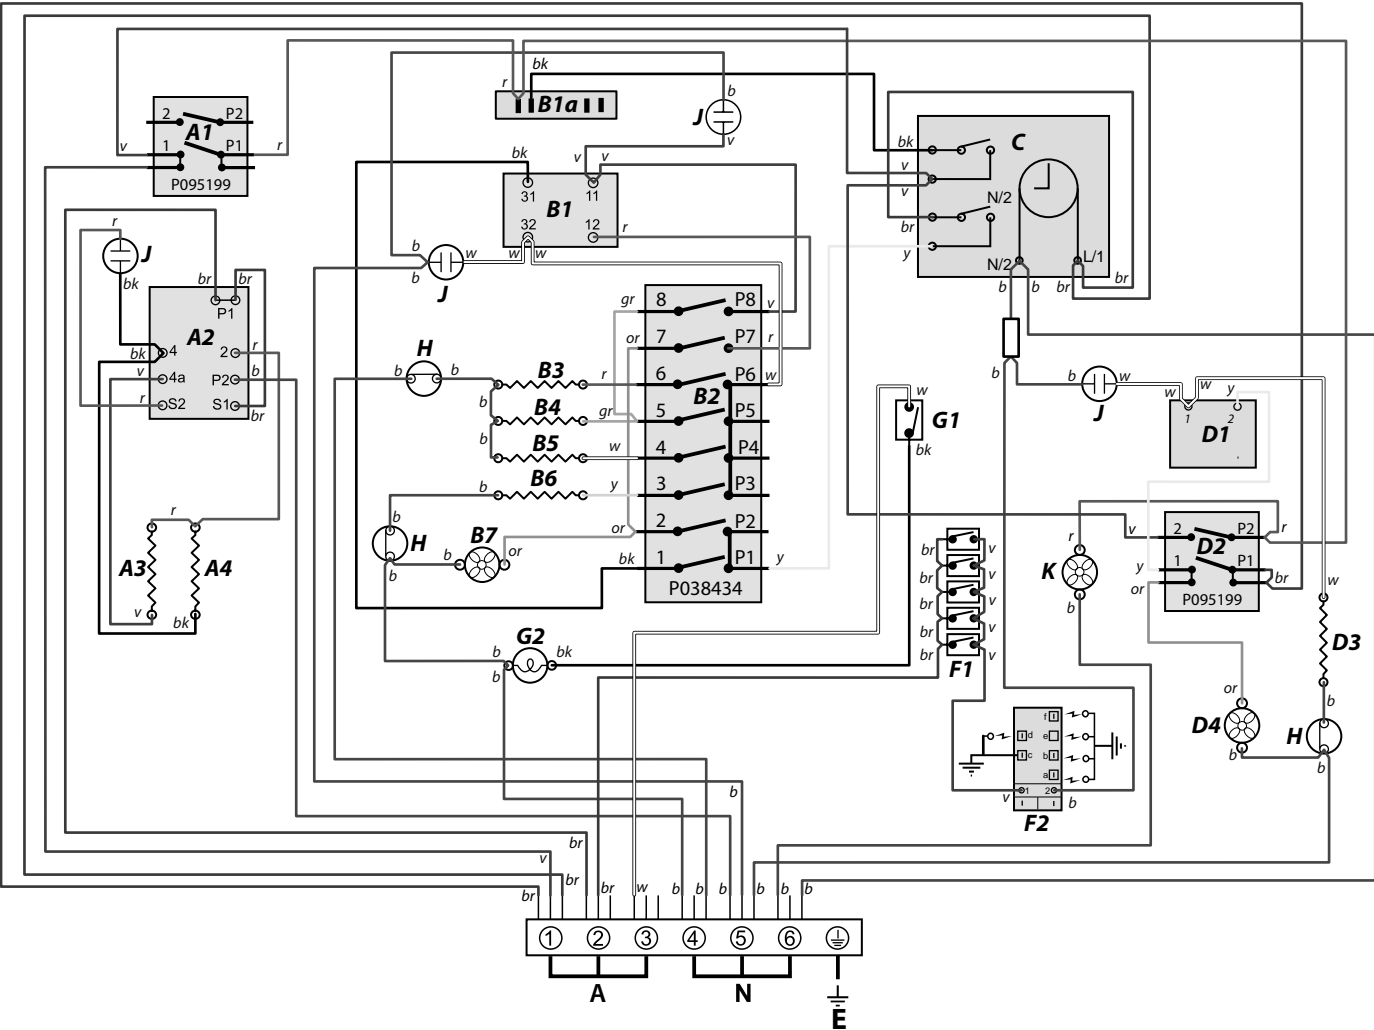 bk
r
B1a
b
J
v
2
P2
A1
v
1
P1
r
P091599
bk
v
v
31
11
B1
32
12
r
w
w
bk
C
v
v
N/2
br
y
N/2
L/1
b
b
br
br
r
J
bk
br
br
P1
A2
bk
4
2
r
v
4a
P2
b
r
S2
S1
br
b
b
w
J
gr
8
P8
v
or
7
P7
r
H
b
b
B3
r
6
P6
w
B2
b
B4
gr
5
P5
b
B5
w
4
P4
b
B6
y
3
P3
b
H
b
b
B7
or
or
2
P2
bk
1
P1
y
P038434
w
G1
bk
b
b
w
J
w
w
y
1
2
D1
r
A3
A4
v
bk
br
v
br
v
br
v
br
v
br
v
F1
r
K
b
v
2
P2
r
D2
y
1
P1
br
or
P095199
w
D3
b
G2
b
b
bk
or
D4
b
H
b
f
d
e
c
b
a
1
2
v
b
F2
b
br
v
br
br
br
w
b
b
b
b
b
b
1
2
3
4
5
6
A
N
E